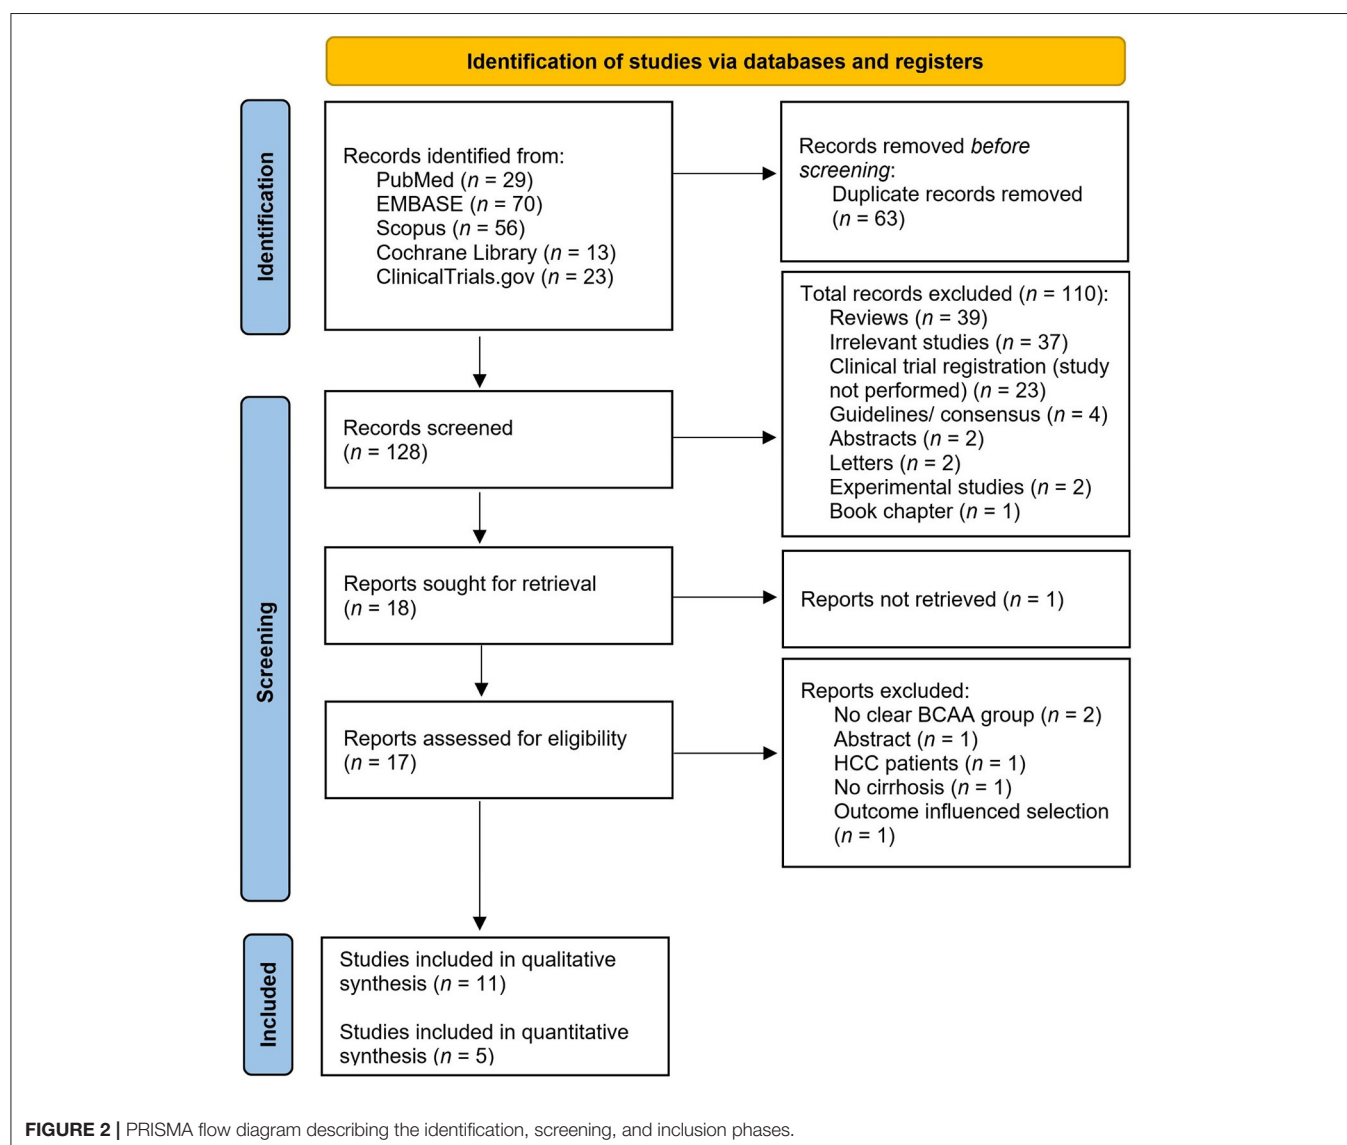 Identification of studies via databases and registers
Identification
Records identified from:
PubMed (n = 29)
EMBASE (n = 70)
Scopus (n = 56)
Cochrane Library (n = 13)
ClinicalTrials.gov (n = 23)
Records removed before
screening:
Duplicate records removed
(n = 63)
Screening
Records screened
(n = 128)
Total records excluded (n = 110):
Reviews (n = 39)
Irrelevant studies (n = 37)
Clinical trial registration (study
not performed) (n = 23)
Guidelines/ consensus (n = 4)
Abstracts (n = 2)
Letters (n = 2)
Experimental studies (n = 2)
Book chapter (n = 1)
Reports sought for retrieval
(n = 18)
Reports not retrieved (n = 1)
Reports assessed for eligibility
(n = 17)
Reports excluded:
No clear BCAA group (n = 2)
Abstract (n = 1)
HCC patients (n = 1)
No cirrhosis (n = 1)
Outcome influenced selection
(n = 1)
Included
Studies included in qualitative
synthesis (n = 11)
Studies included in quantitative
synthesis (n = 5)
FIGURE 2 | PRISMA flow diagram describing the identification, screening, and inclusion phases.